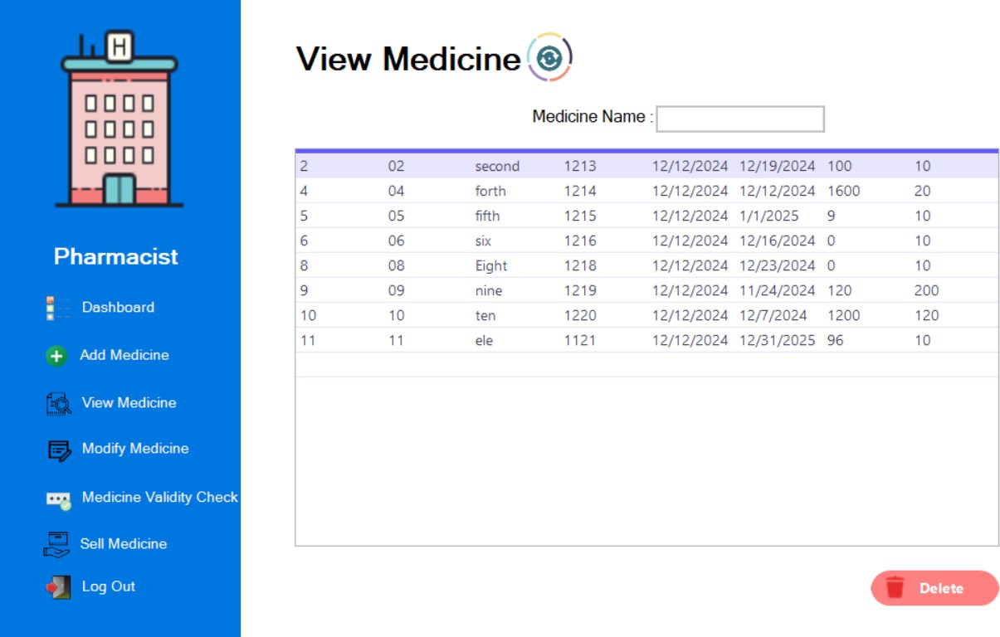 H
Pharmacist
Dashboard
Add Medicine
View Medicine
Modify Medicine
Medicine Validity Check
Sell Medicine
Log Out
View Medicine
Medicine Name :
2 02 second 1213 12/12/2024 12/19/2024 100 10
4 04 forth 1214 12/12/2024 12/12/2024 1600 20
5 05 fifth 1215 12/12/2024 1/1/2025 9 10
6 06 six 1216 12/12/2024 12/16/2024 0 10
8 08 Eight 1218 12/12/2024 12/23/2024 0 10
9 09 nine 1219 12/12/2024 11/24/2024 120 200
10 10 ten 1220 12/12/2024 12/7/2024 1200 120
11 11 ele 1121 12/12/2024 12/31/2025 96 10
Delete